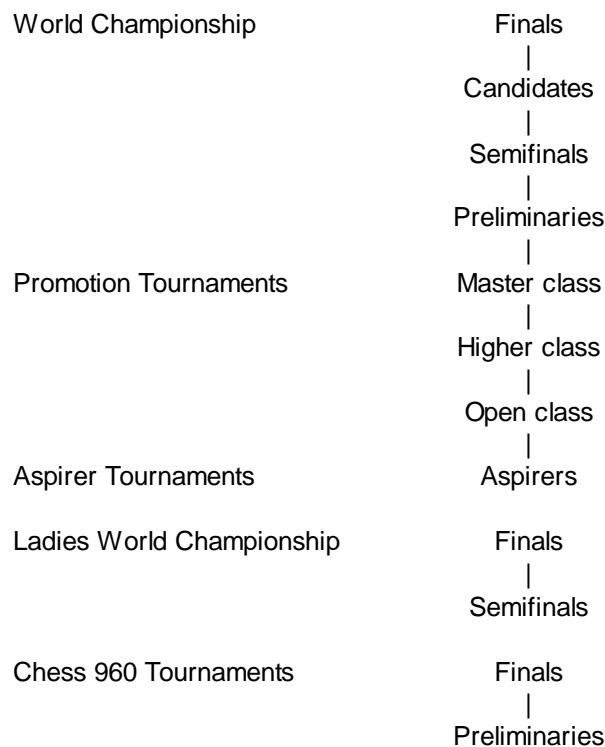 World Championship Finals
Candidates
Semifinals
Preliminaries
Promotion Tournaments Master class
Higher class
Open class
Aspirer Tournaments Aspirers
Ladies World Championship Finals
Semifinals
Chess 960 Tournaments Finals
Preliminaries